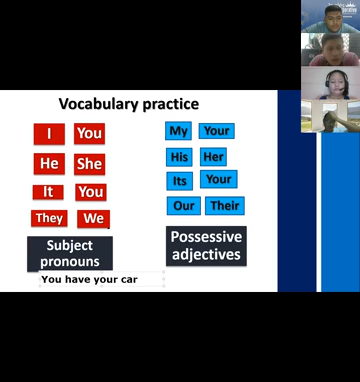 Vocabulary practice
I You
He She
It You
They We
Subject
pronouns
My Your
His Her
Its Your
Our Their
Possessive
adjectives
You have your car